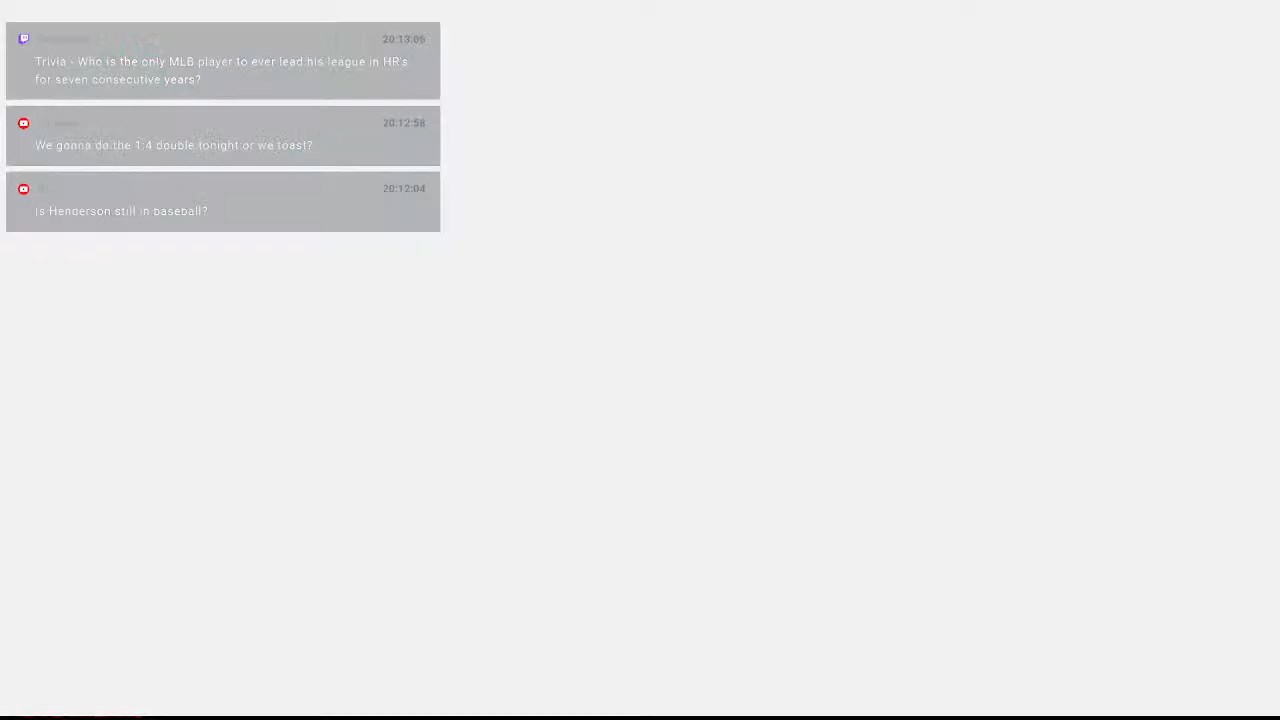 20:13:06
Trivia - Who is the only MLB player to ever lead his league in HR's
for seven consecutive years?
20:12:58
We gonna do the 1:4 double tonight or we toast?
20:12:04
is Henderson still in baseball?